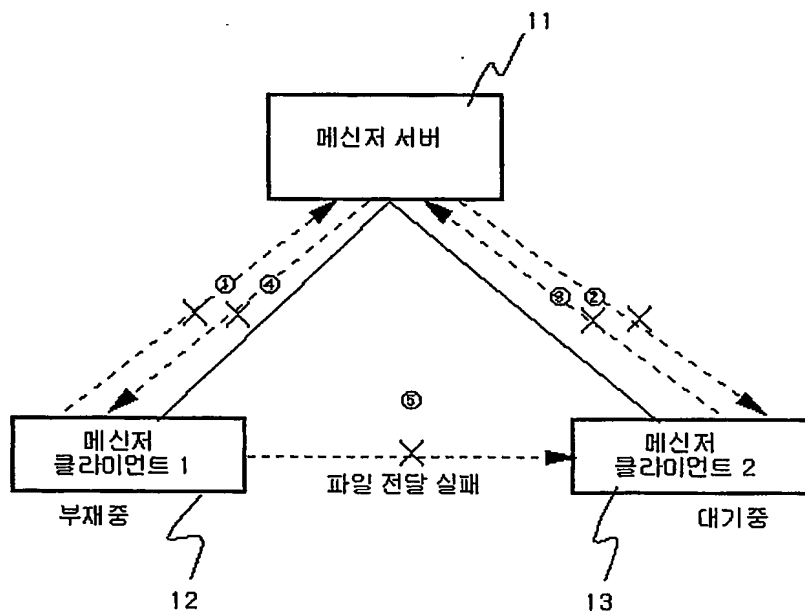 11
메신저 서버
① ④
③ ②
⑤
메신저
클라이언트 1
메신저
클라이언트 2
파일 전달 실패
부재중
대기중
12
13